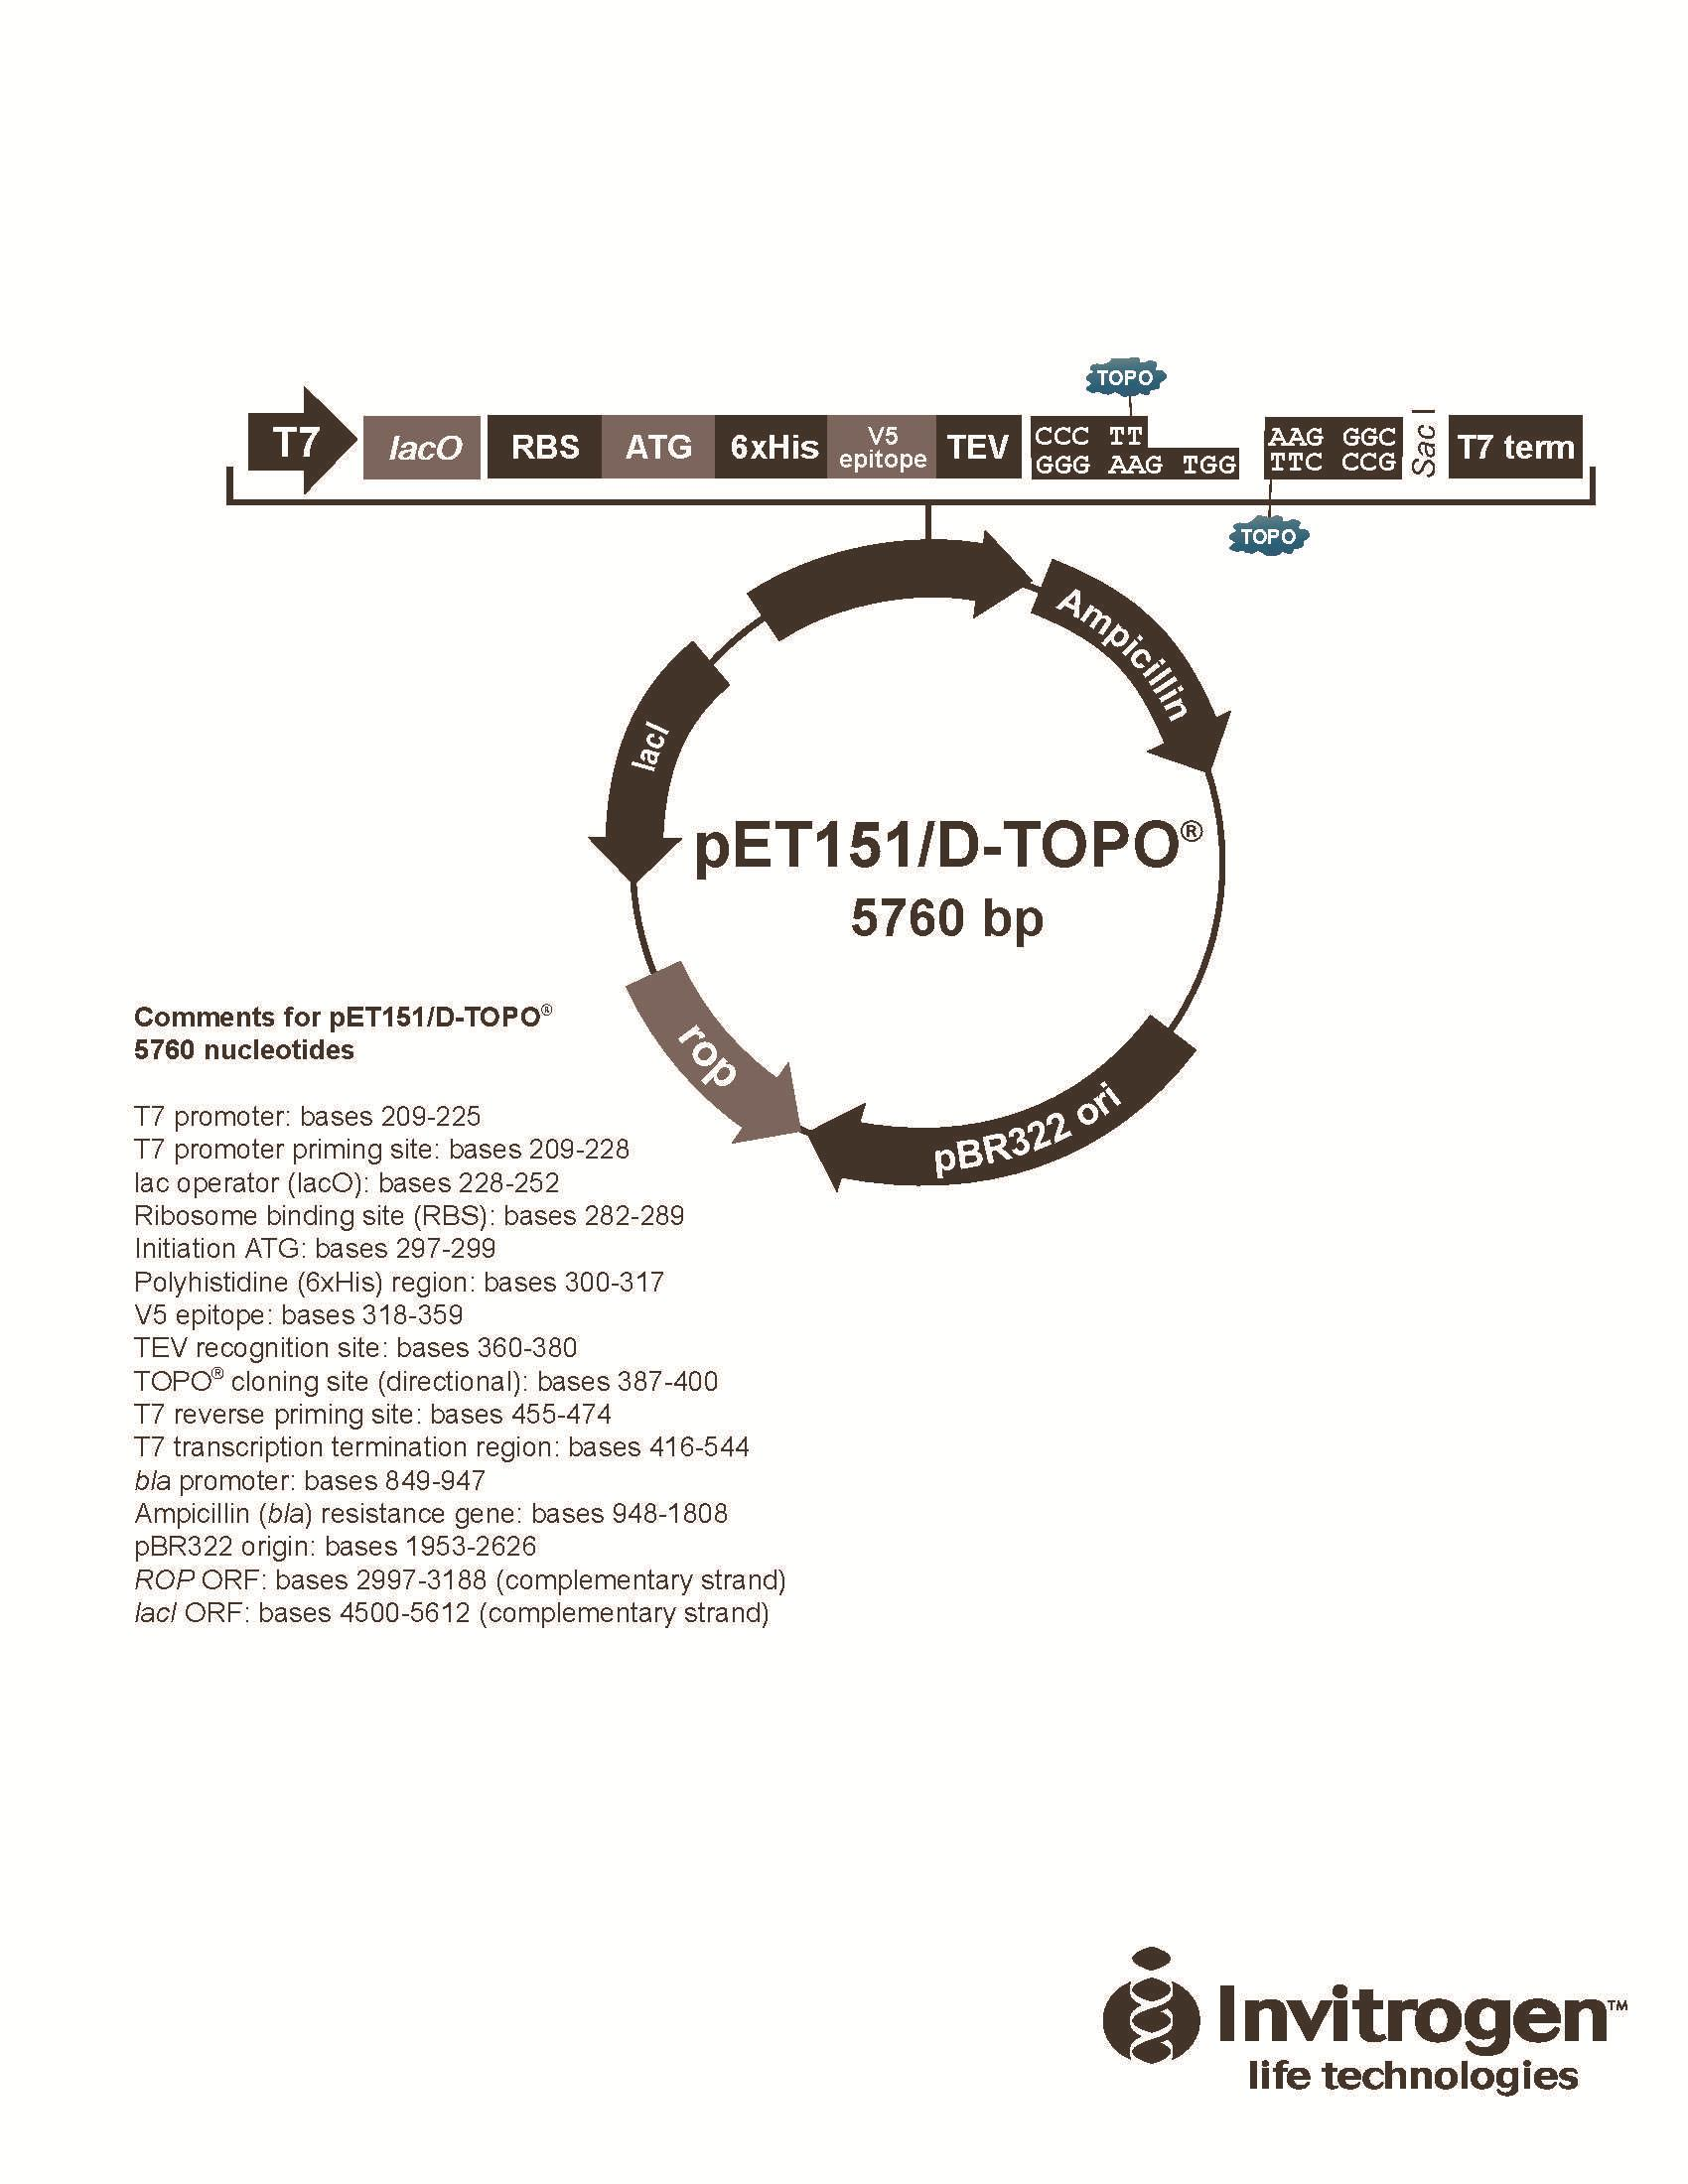 TOPO
T7 lacO RBS ATG 6xHis V5 epitope TEV CCC TT AAG GGC SacI T7 term
GGG AAG TGG TTC CCG
TOPO
Ampicillin
lacI
pET151/D-TOPO®
5760 bp
rop
pBR322 ori
Comments for pET151/D-TOPO®
5760 nucleotides
T7 promoter: bases 209-225
T7 promoter priming site: bases 209-228
lac operator (lacO): bases 228-252
Ribosome binding site (RBS): bases 282-289
Initiation ATG: bases 297-299
Polyhistidine (6xHis) region: bases 300-317
V5 epitope: bases 318-359
TEV recognition site: bases 360-380
TOPO® cloning site (directional): bases 387-400
T7 reverse priming site: bases 455-474
T7 transcription termination region: bases 416-544
bla promoter: bases 849-947
Ampicillin (bla) resistance gene: bases 948-1808
pBR322 origin: bases 1953-2626
ROP ORF: bases 2997-3188 (complementary strand)
lacI ORF: bases 4500-5612 (complementary strand)
Invitrogen™
life technologies